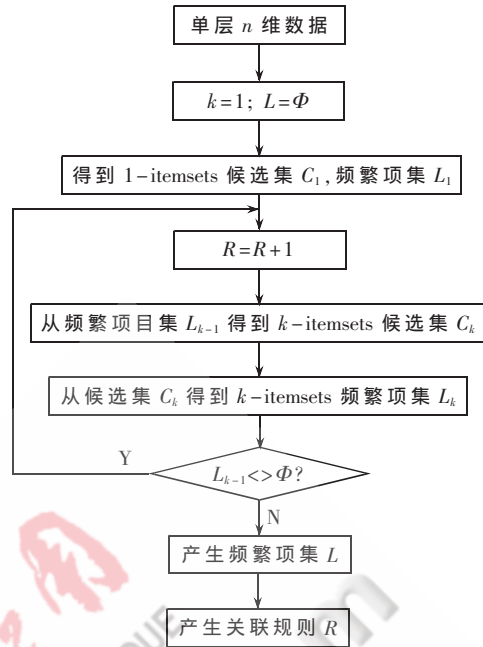 单层 n 维数据
k=1; L=Φ
得到 1-itemsets 候选集 C₁,频繁项集 L₁
R=R+1
从频繁项目集 Lₖ₋₁ 得到 k-itemsets 候选集 Cₖ
从候选集 Cₖ 得到 k-itemsets 频繁项集 Lₖ
Y
Lₖ₋₁<>Φ?
N
产生频繁项集 L
产生关联规则 R